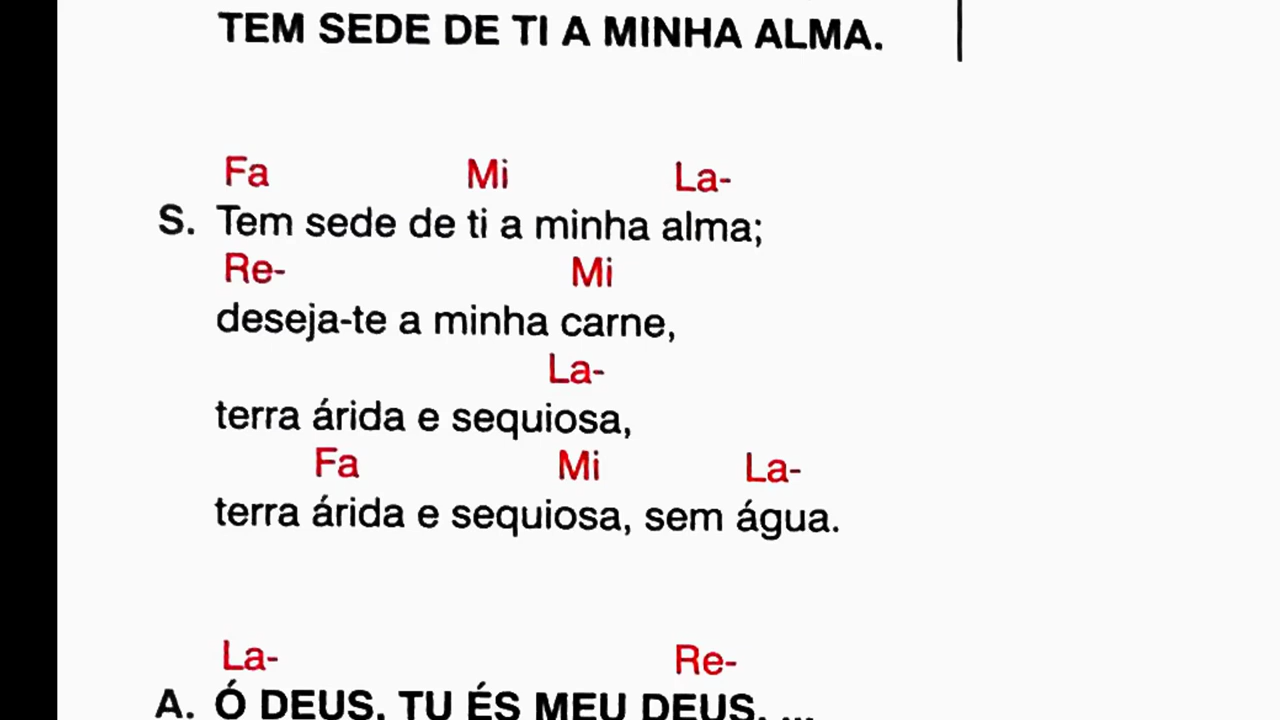 TEM SEDE DE TI A MINHA ALMA.
Fa Mi La-
S. Tem sede de ti a minha alma;
Re- Mi
deseja-te a minha carne,
La-
terra árida e sequiosa,
Fa Mi La-
terra árida e sequiosa, sem água.
La- Re-
A. Ó DEUS, TU ÉS MEU DEUS, ...